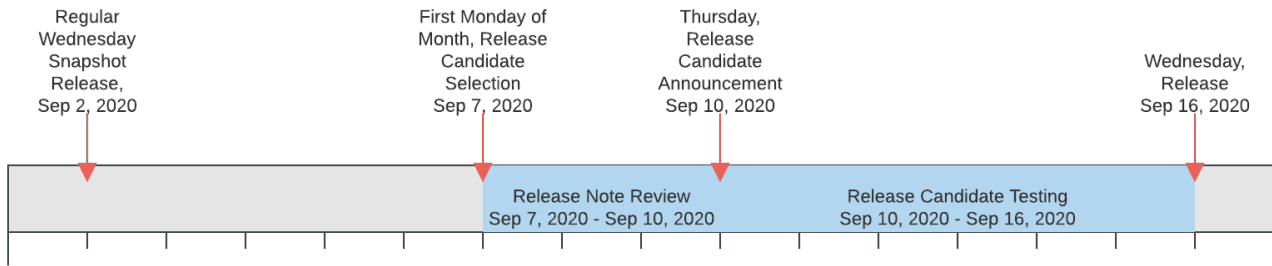 Regular
Wednesday
Snapshot
Release,
Sep 2, 2020
First Monday of
Month, Release
Candidate
Selection
Sep 7, 2020
Thursday,
Release
Candidate
Announcement
Sep 10, 2020
Wednesday,
Release
Sep 16, 2020
Release Note Review
Sep 7, 2020 - Sep 10, 2020
Release Candidate Testing
Sep 10, 2020 - Sep 16, 2020